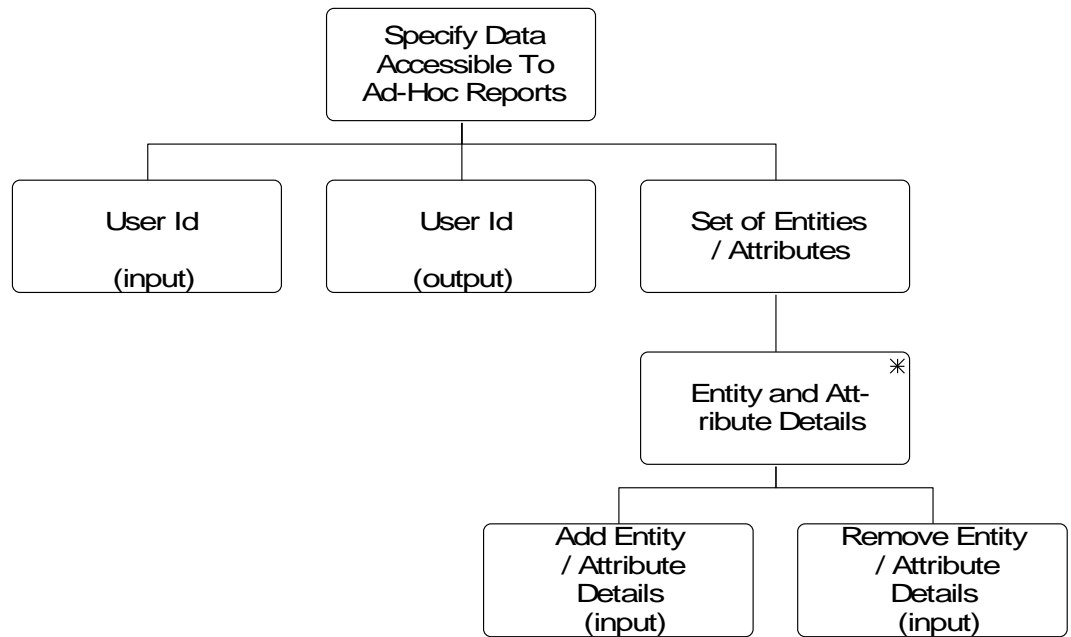 Specify Data
Accessible To
Ad-Hoc Reports
User Id
(input)
User Id
(output)
Set of Entities
/ Attributes
Entity and Att-
ribute Details
Add Entity
/ Attribute
Details
(input)
Remove Entity
/ Attribute
Details
(input)